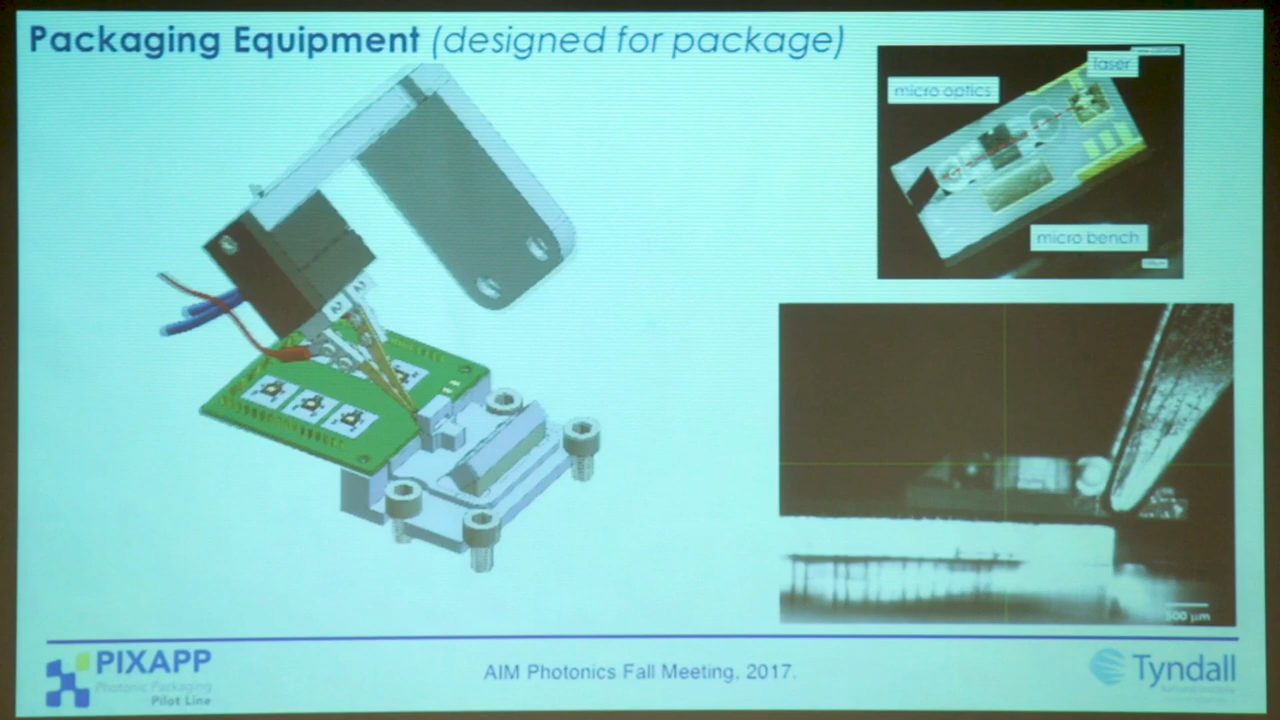 Packaging Equipment (designed for package)
laser
micro optics
micro bench
500 µm
PIXAPP
Photonic Packaging
Pilot Line
AIM Photonics Fall Meeting, 2017.
Tyndall